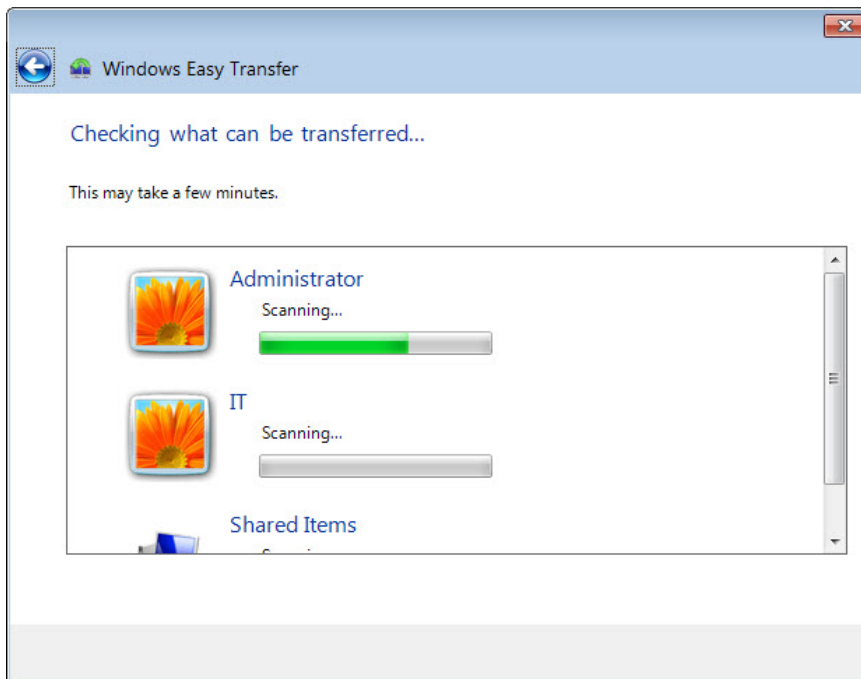 Windows Easy Transfer
Checking what can be transferred...
This may take a few minutes.
Administrator
Scanning...
IT
Scanning...
Shared Items